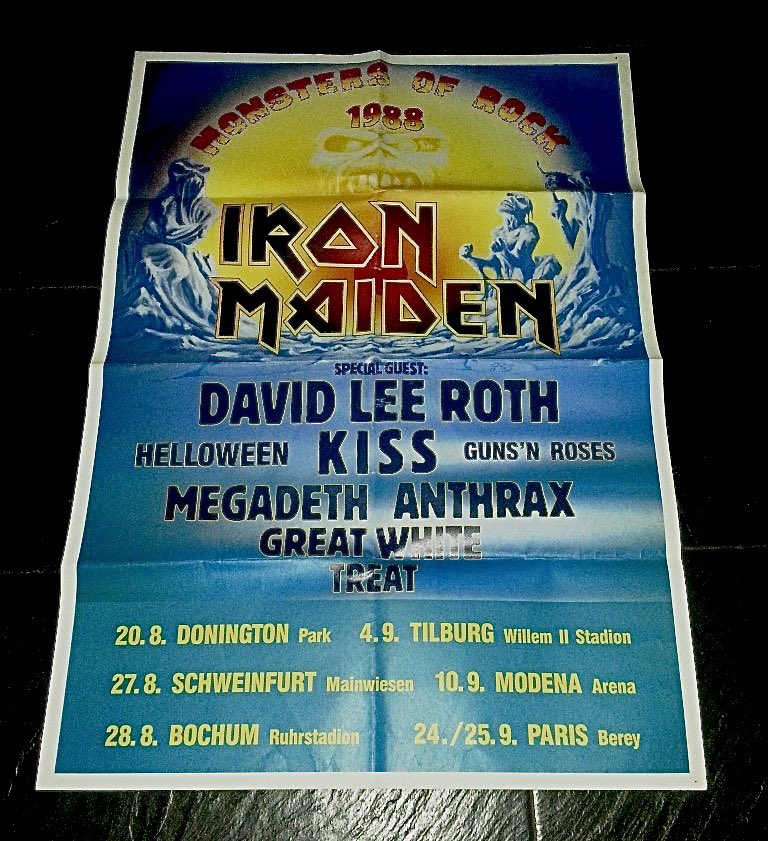 MONSTERS OF ROCK
1988
IRON
MAIDEN
SPECIAL GUEST:
DAVID LEE ROTH
HELLOWEEN KISS GUNS'N ROSES
MEGADETH ANTHRAX
GREAT WHITE
TREAT
20.8. DONINGTON Park 4.9. TILBURG Willem II Stadion
27.8. SCHWEINFURT Mainwiesen 10.9. MODENA Arena
28.8. BOCHUM Ruhrstadion 24./25.9. PARIS Berey